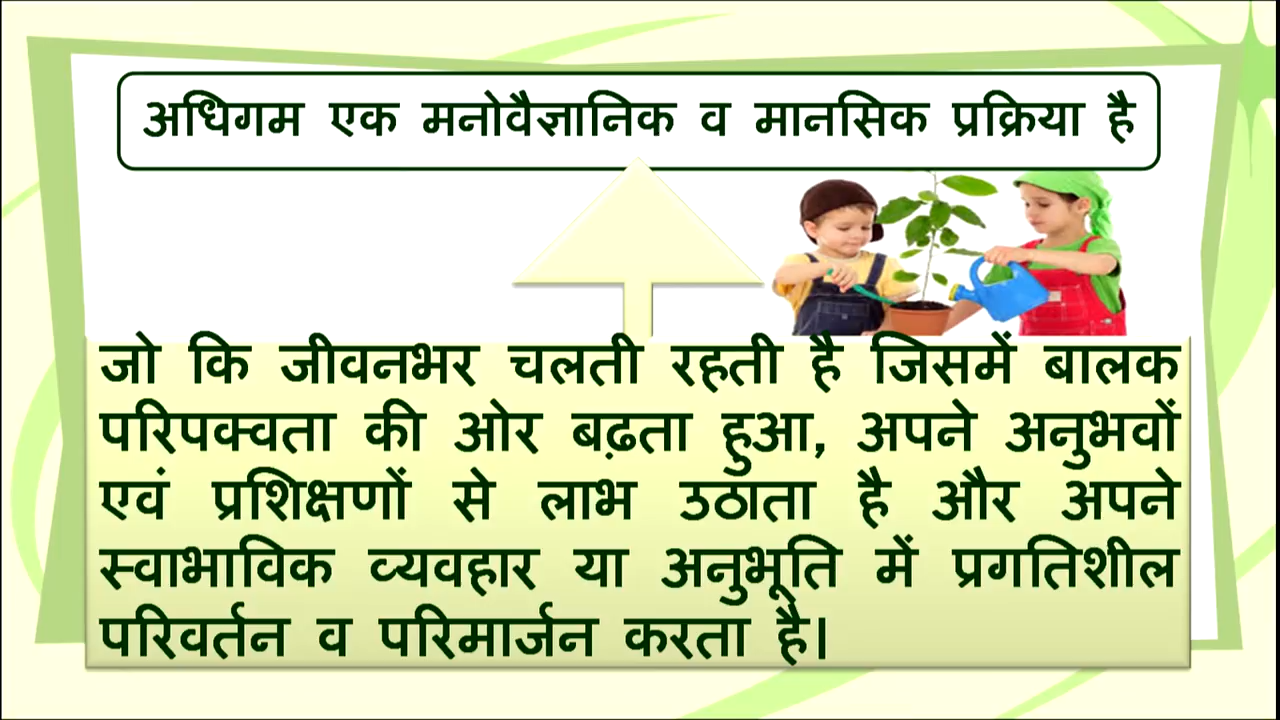 अधिगम एक मनोवैज्ञानिक व मानसिक प्रक्रिया है
जो कि जीवनभर चलती रहती है जिसमें बालक
परिपक्वता की ओर बढ़ता हुआ, अपने अनुभवों
एवं प्रशिक्षणों से लाभ उठाता है और अपने
स्वाभाविक व्यवहार या अनुभूति में प्रगतिशील
परिवर्तन व परिमार्जन करता है।